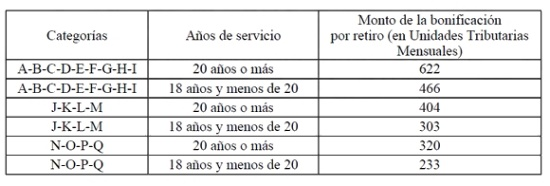 Categorías | Años de servicio | Monto de la bonificación por retiro (en Unidades Tributarias Mensuales)
A-B-C-D-E-F-G-H-I | 20 años o más | 622
A-B-C-D-E-F-G-H-I | 18 años y menos de 20 | 466
J-K-L-M | 20 años o más | 404
J-K-L-M | 18 años y menos de 20 | 303
N-O-P-Q | 20 años o más | 320
N-O-P-Q | 18 años y menos de 20 | 233